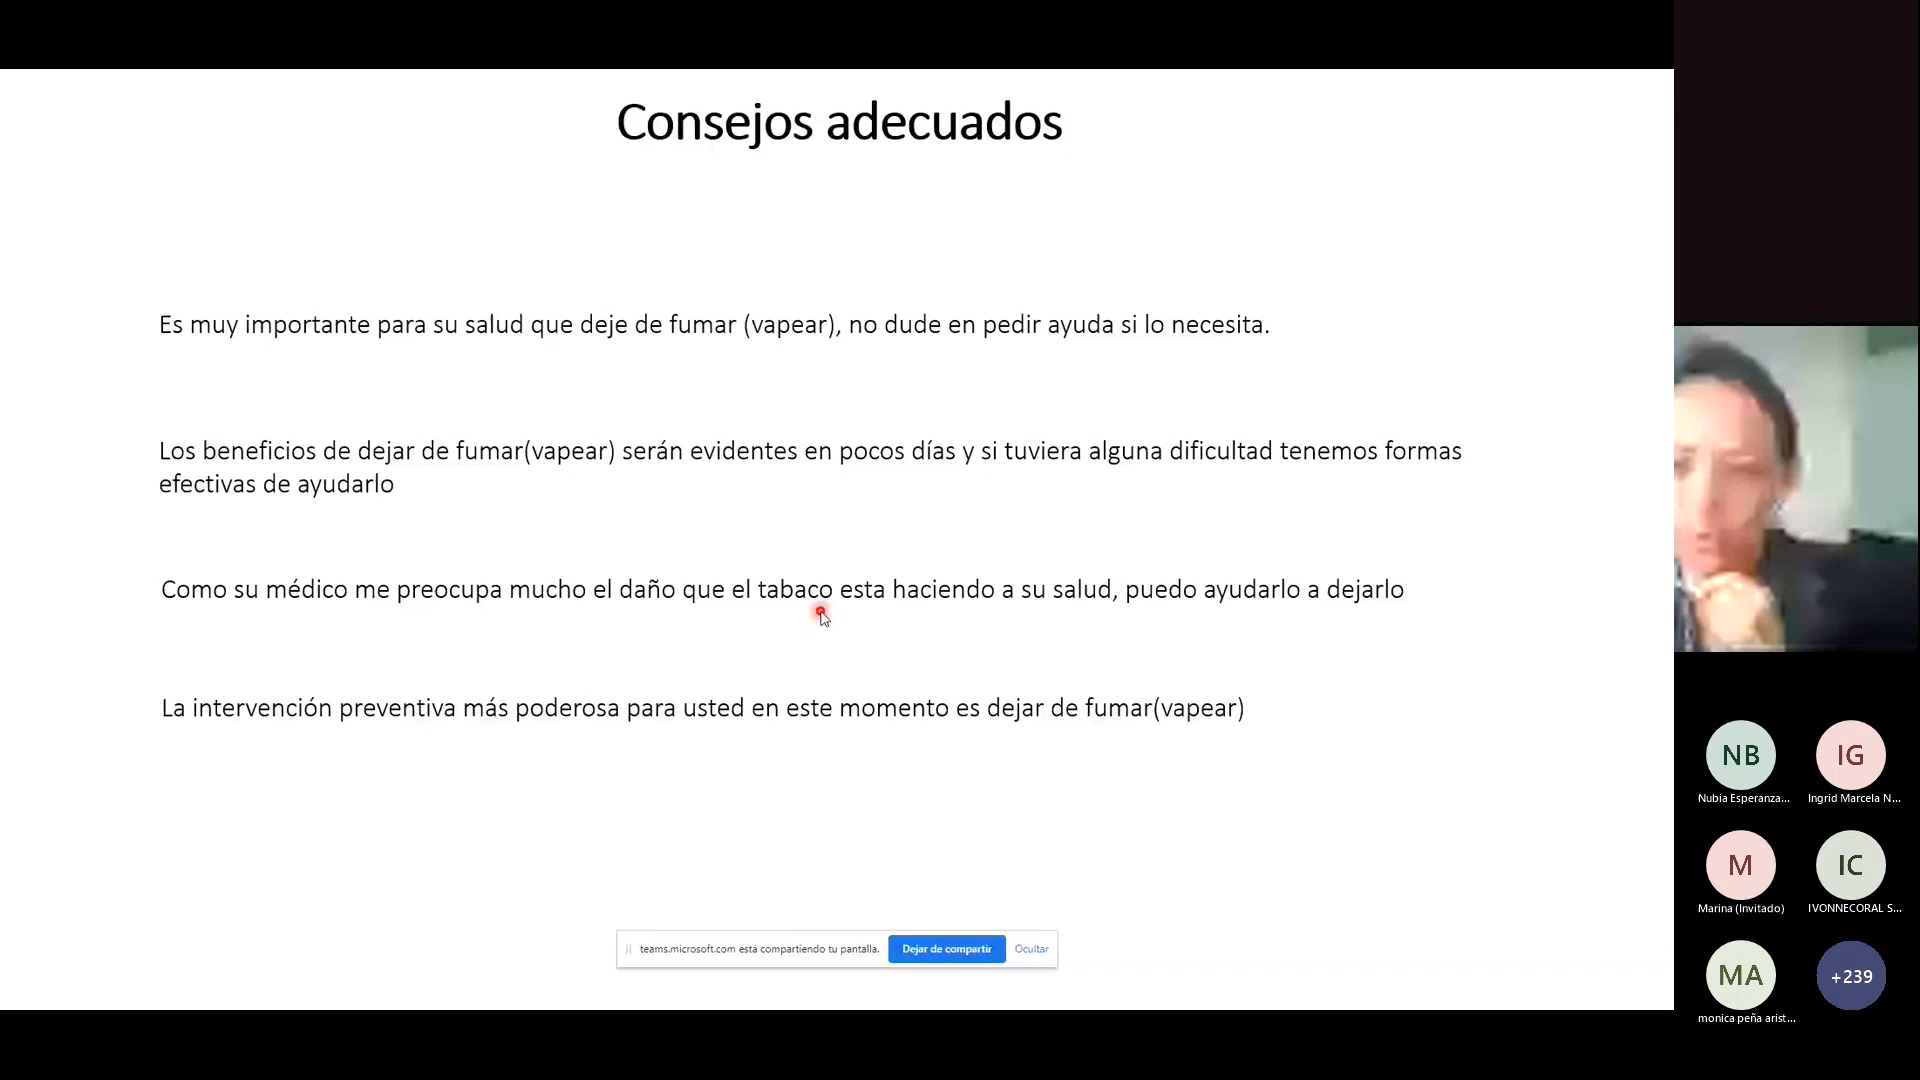 Consejos adecuados
Es muy importante para su salud que deje de fumar (vapear), no dude en pedir ayuda si lo necesita.
Los beneficios de dejar de fumar(vapear) serán evidentes en pocos días y si tuviera alguna dificultad tenemos formas
efectivas de ayudarlo
Como su médico me preocupa mucho el daño que el tabaco esta haciendo a su salud, puedo ayudarlo a dejarlo
La intervención preventiva más poderosa para usted en este momento es dejar de fumar(vapear)
teams.microsoft.com está compartiendo tu pantalla. Dejar de compartir Ocultar
NB IG
Nubia Esperanza... Ingrid Marcela N...
M IC
Marina (Invitado) IVONNECORAL S...
MA +239
monica peña arist...